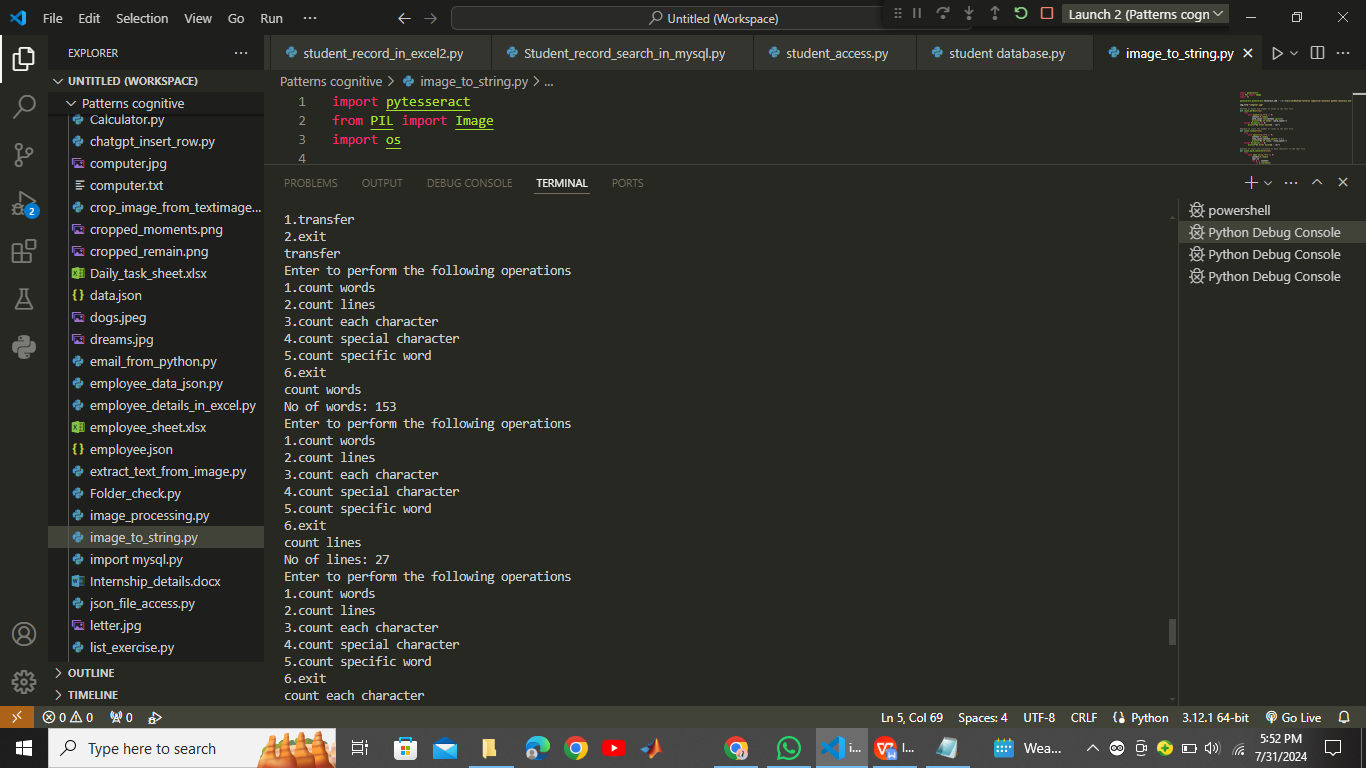 File Edit Selection View Go Run ··· Untitled (Workspace) Launch 2 (Patterns cogn
EXPLORER ···
student_record_in_excel2.py Student_record_search_in_mysql.py student_access.py student database.py image_to_string.py
UNTITLED (WORKSPACE)
Patterns cognitive
Calculator.py
chatgpt_insert_row.py
computer.jpg
computer.txt
crop_image_from_textimage...
cropped_moments.png
cropped_remain.png
Daily_task_sheet.xlsx
data.json
dogs.jpeg
dreams.jpg
email_from_python.py
employee_data_json.py
employee_details_in_excel.py
employee_sheet.xlsx
employee.json
extract_text_from_image.py
Folder_check.py
image_processing.py
image_to_string.py
import mysql.py
Internship_details.docx
json_file_access.py
letter.jpg
list_exercise.py
OUTLINE
TIMELINE
2
Patterns cognitive > image_to_string.py > ...
1 import pytesseract
2 from PIL import Image
3 import os
4
PROBLEMS OUTPUT DEBUG CONSOLE TERMINAL PORTS
1.transfer
2.exit
transfer
Enter to perform the following operations
1.count words
2.count lines
3.count each character
4.count special character
5.count specific word
6.exit
count words
No of words: 153
Enter to perform the following operations
1.count words
2.count lines
3.count each character
4.count special character
5.count specific word
6.exit
count lines
No of lines: 27
Enter to perform the following operations
1.count words
2.count lines
3.count each character
4.count special character
5.count specific word
6.exit
count each character
powershell
Python Debug Console
Python Debug Console
Python Debug Console
0 0 0 Ln 5, Col 69 Spaces: 4 UTF-8 CRLF Python 3.12.1 64-bit Go Live
Type here to search i... I... Wea... 5:52 PM
7/31/2024